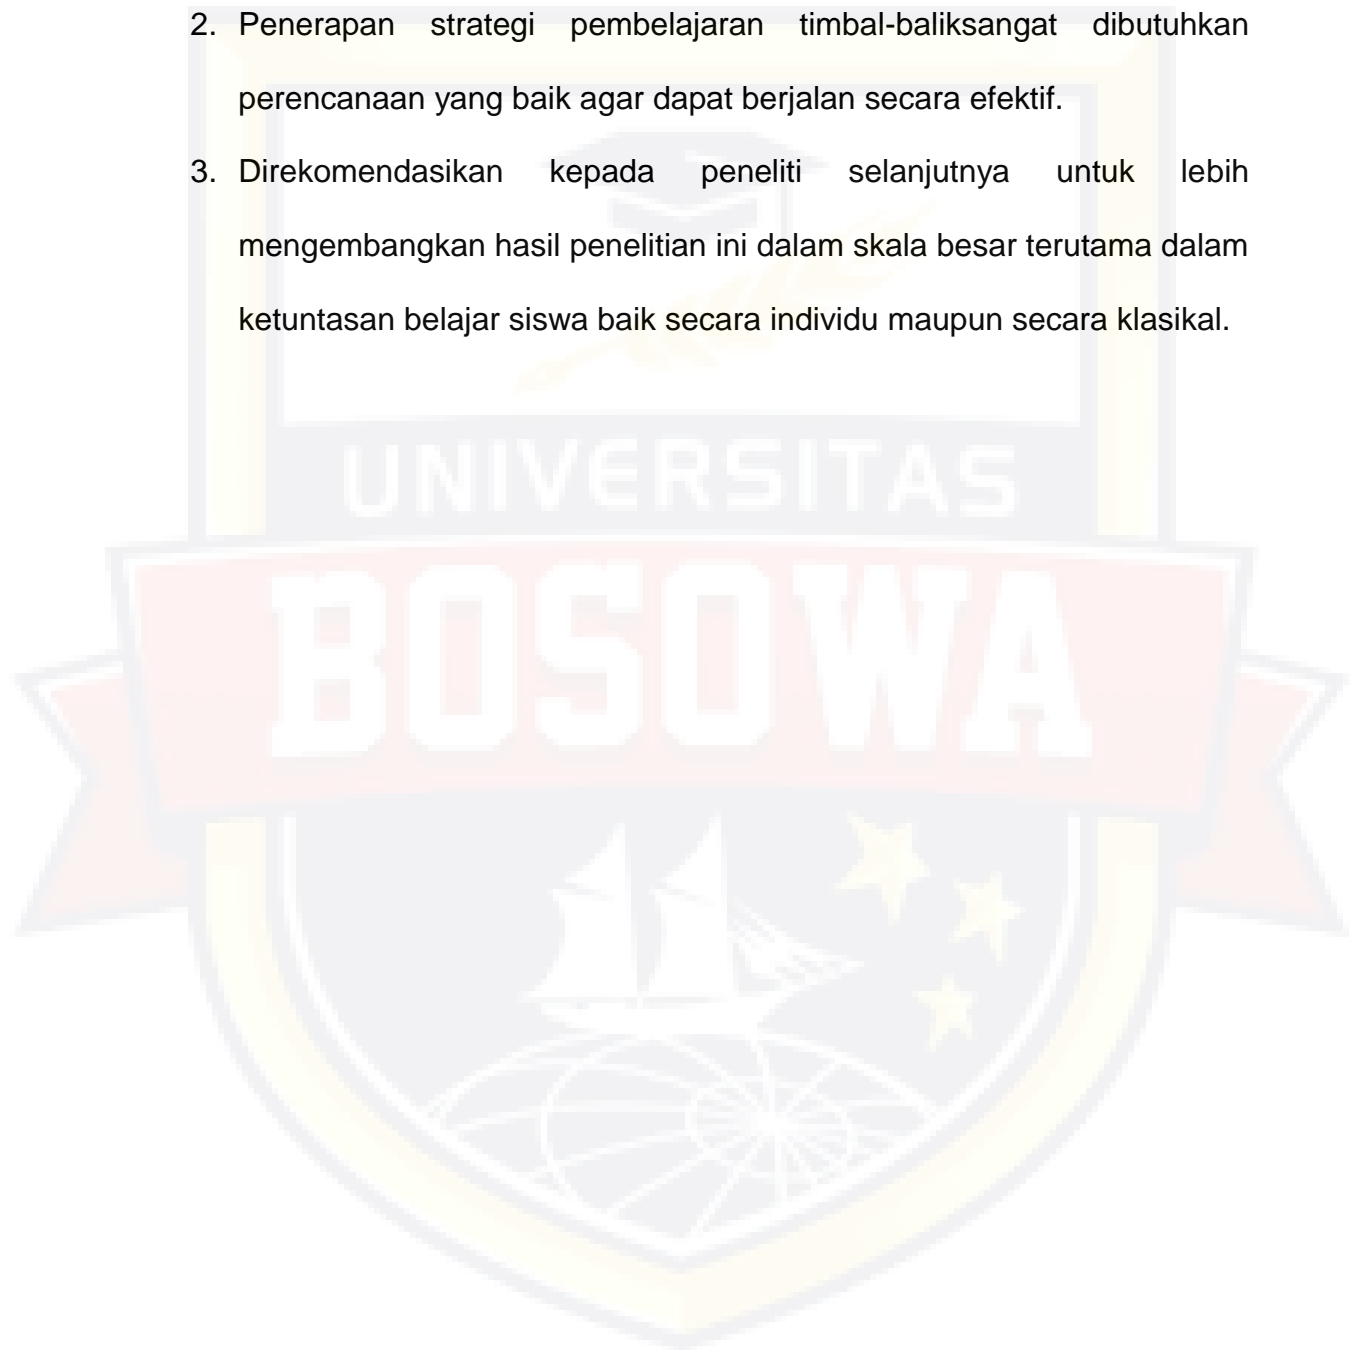 2. Penerapan strategi pembelajaran timbal-baliksangat dibutuhkan
perencanaan yang baik agar dapat berjalan secara efektif.
3. Direkomendasikan kepada peneliti selanjutnya untuk lebih
mengembangkan hasil penelitian ini dalam skala besar terutama dalam
ketuntasan belajar siswa baik secara individu maupun secara klasikal.
UNIVERSITAS
BOSOWA